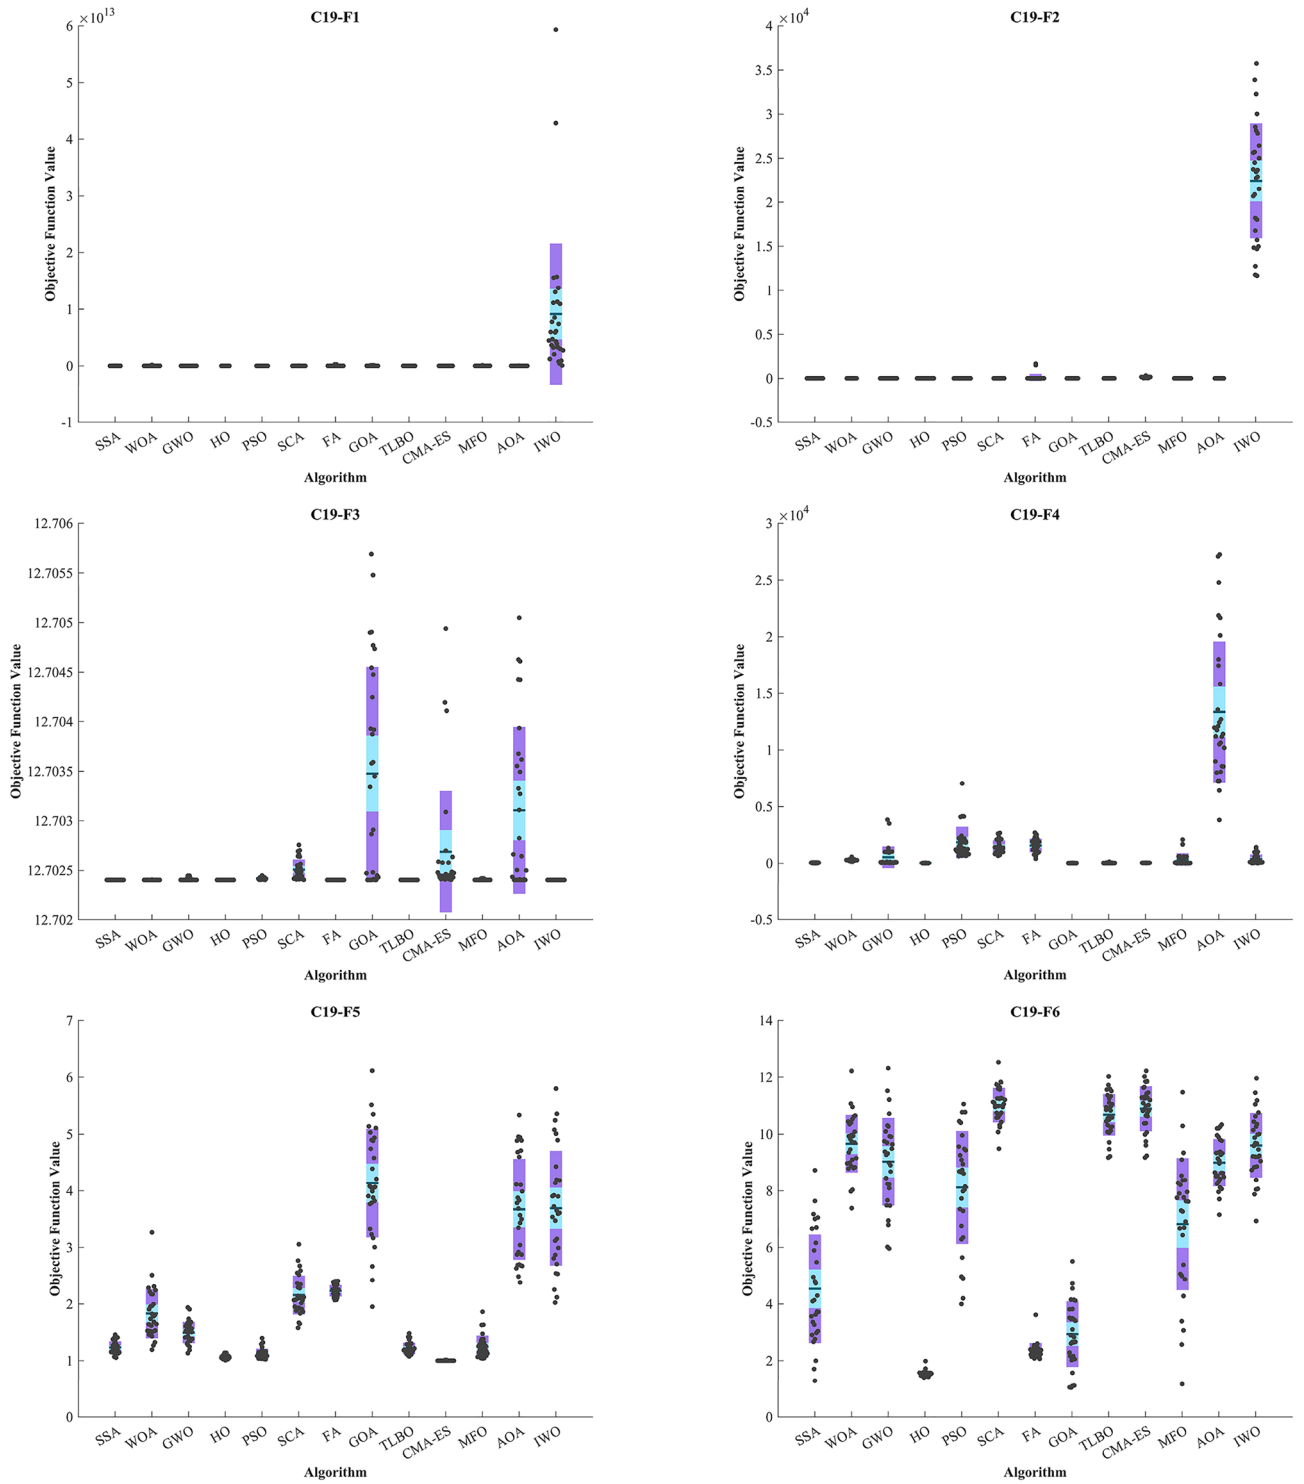 C19-F1
×10^13
6
5
4
3
2
1
0
-1
Objective Function Value
SSA WOA GWO HO PSO SCA FA GOA TLBO CMA-ES MFO AOA IWO
Algorithm
C19-F2
×10^4
4
3.5
3
2.5
2
1.5
1
0.5
0
-0.5
Objective Function Value
SSA WOA GWO HO PSO SCA FA GOA TLBO CMA-ES MFO AOA IWO
Algorithm
C19-F3
12.706
12.7055
12.705
12.7045
12.704
12.7035
12.703
12.7025
12.702
Objective Function Value
SSA WOA GWO HO PSO SCA FA GOA TLBO CMA-ES MFO AOA IWO
Algorithm
C19-F4
×10^4
3
2.5
2
1.5
1
0.5
0
-0.5
Objective Function Value
SSA WOA GWO HO PSO SCA FA GOA TLBO CMA-ES MFO AOA IWO
Algorithm
C19-F5
7
6
5
4
3
2
1
0
Objective Function Value
SSA WOA GWO HO PSO SCA FA GOA TLBO CMA-ES MFO AOA IWO
Algorithm
C19-F6
14
12
10
8
6
4
2
0
Objective Function Value
SSA WOA GWO HO PSO SCA FA GOA TLBO CMA-ES MFO AOA IWO
Algorithm